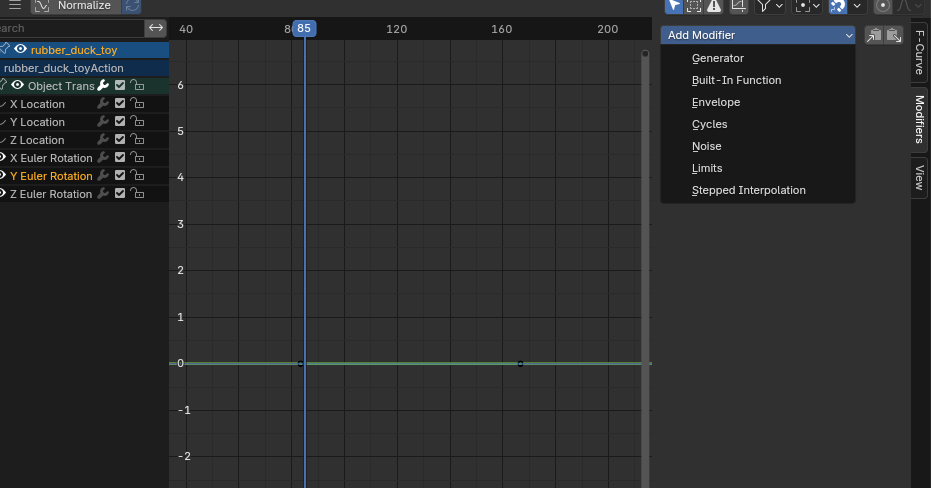 Normalize
earch
40 80 85 120 160 200
rubber_duck_toy
rubber_duck_toyAction
Object Trans
X Location
Y Location
Z Location
X Euler Rotation
Y Euler Rotation
Z Euler Rotation
6
5
4
3
2
1
0
-1
-2
Add Modifier
Generator
Built-In Function
Envelope
Cycles
Noise
Limits
Stepped Interpolation
F-Curve
Modifiers
View